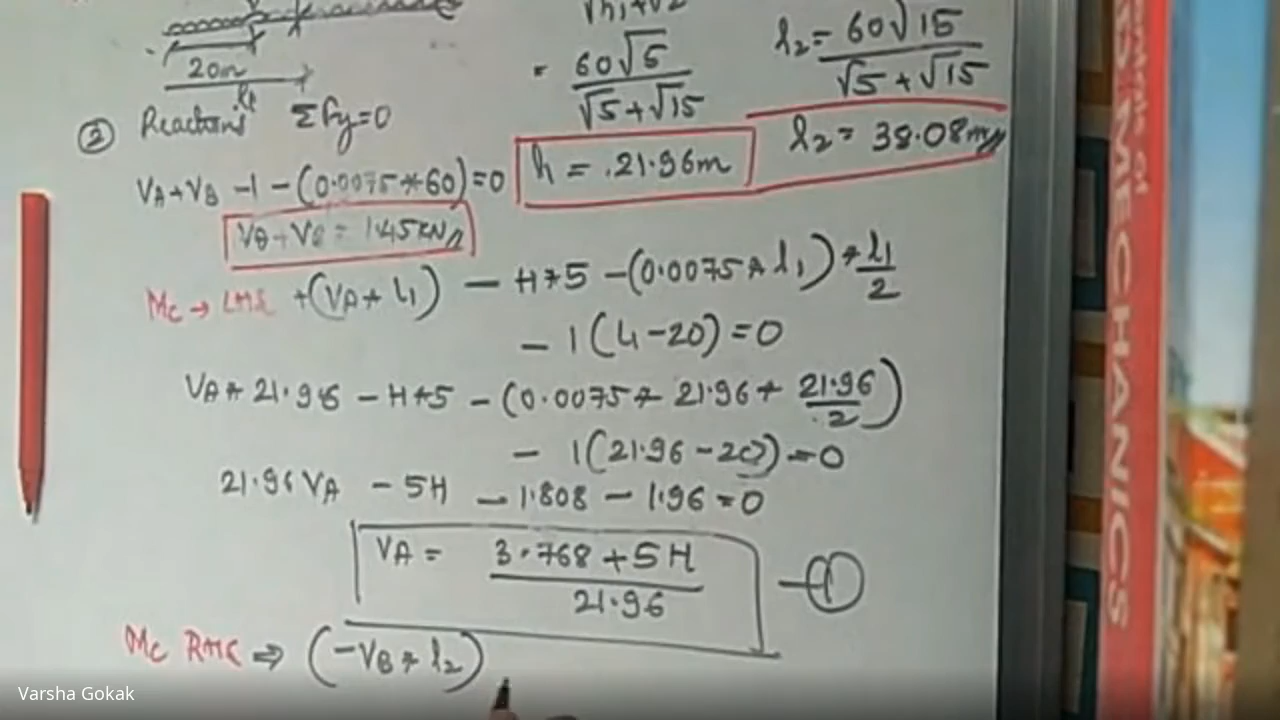 20m
l1
= 60√5 / √5 + √15
l2 = 60√15 / √5 + √15
② Reactions ΣFy=0
h = .21.96m
l2 = 38.08m
VA+VB -1 -(0.0075*60)=0
= 1.45KN
MC → LHS +(VA * l1) - H*5 -(0.0075*l1)*l1/2
- 1(l1-20)=0
VA* 21.96 - H*5 - (0.0075* 21.96* 21.96/2)
- 1(21.96-20)=0
21.96 VA - 5H - 1.808 - 1.96=0
VA = 3.768+5H / 21.96 - ①
MC RHS ⇒ (-VB * l2)
MECHANICS
Varsha Gokak